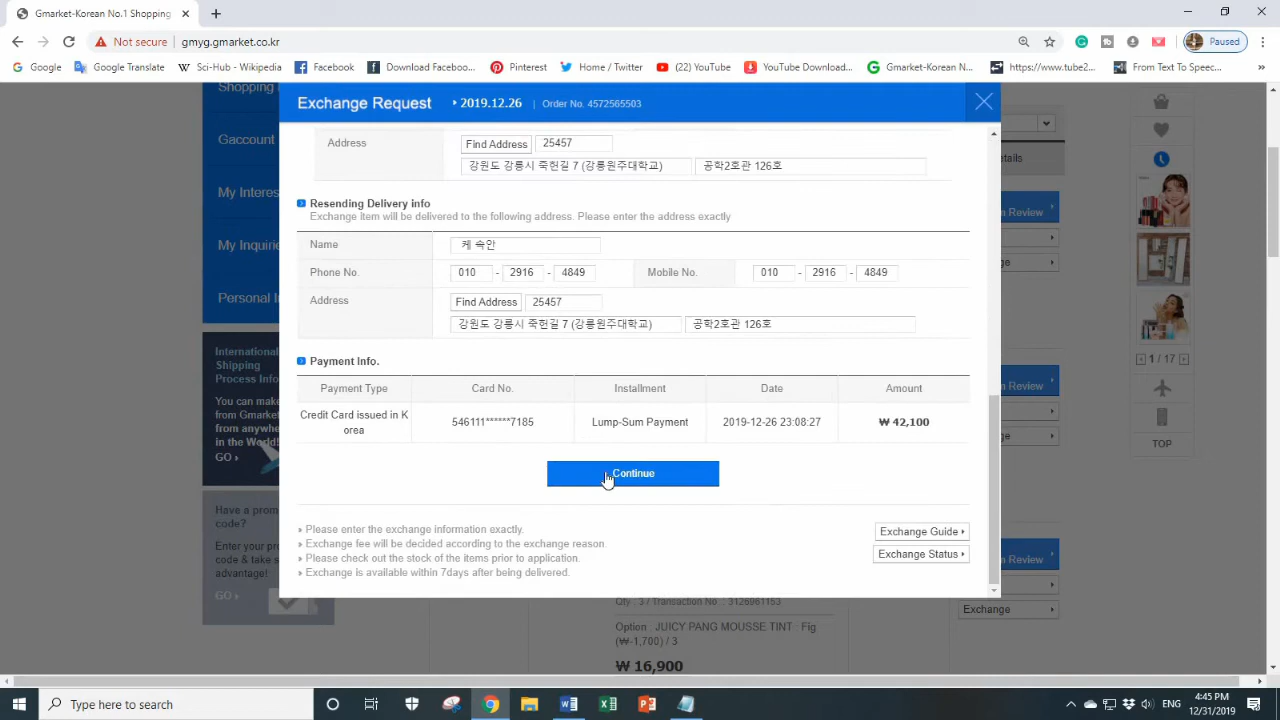 Gmarket-Korean No.1 Shopping
Not secure
gmyg.gmarket.co.kr
Paused
Google
Google Translate
Sci-Hub - Wikipedia
Facebook
Download Faceboo...
Pinterest
Home / Twitter
(22) YouTube
YouTube Download...
Gmarket-Korean N...
https://www.tube2...
From Text To Speec...
Shopping
Gaccount
My Interes
My Inquirie
Personal I
International
Shipping
Process Info
You can make
from Gmarket
from anywhere
in the World!
GO
Have a prom
code?
Enter your pr
code & take s
advantage!
GO
Exchange Request
2019.12.26
Order No. 4572565503
Address
Find Address
25457
강원도 강릉시 죽헌길 7 (강릉원주대학교)
공학2호관 126호
Resending Delivery info
Exchange item will be delivered to the following address. Please enter the address exactly
Name
케 속안
Phone No.
010 - 2916 - 4849
Mobile No.
010 - 2916 - 4849
Address
Find Address
25457
강원도 강릉시 죽헌길 7 (강릉원주대학교)
공학2호관 126호
Payment Info.
Payment Type
Card No.
Installment
Date
Amount
Credit Card issued in K
orea
546111******7185
Lump-Sum Payment
2019-12-26 23:08:27
₩ 42,100
Continue
Please enter the exchange information exactly.
Exchange fee will be decided according to the exchange reason.
Please check out the stock of the items prior to application.
Exchange is available within 7days after being delivered.
Exchange Guide
Exchange Status
etails
m Review
ge
m Review
ge
m Review
Exchange
1 / 17
TOP
Qty : 3 / Transaction No .: 3126961153
Option : JUICY PANG MOUSSE TINT : Fig
(₩-1,700) / 3
₩ 16,900
Type here to search
ENG
4:45 PM
12/31/2019